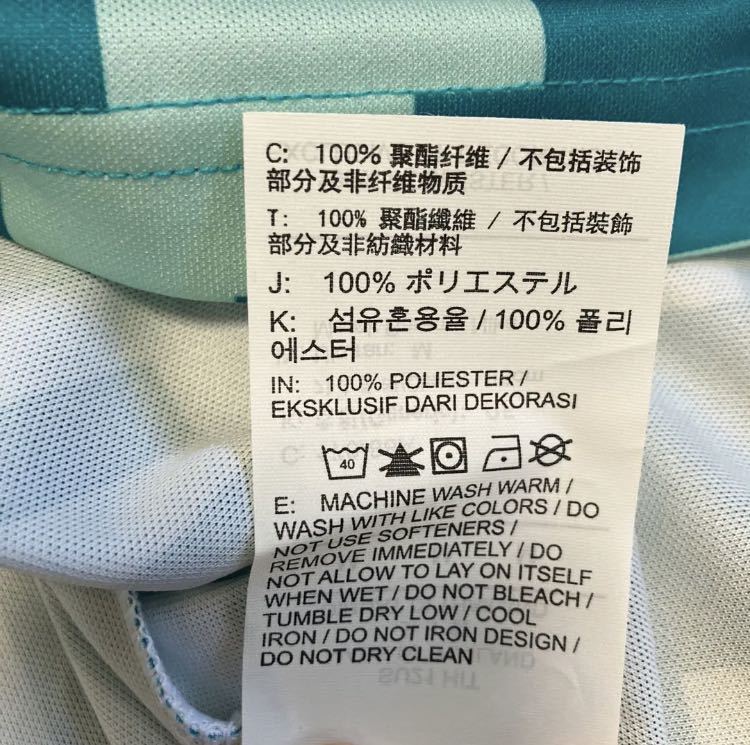 C: 100% 聚酯纤维 / 不包括装饰
部分及非纤维物质
T: 100% 聚酯纖維 / 不包括裝飾
部分及非紡織材料
J: 100% ポリエステル
K: 섬유혼용율 / 100% 폴리
에스터
IN: 100% POLIESTER /
EKSKLUSIF DARI DEKORASI
40
E: MACHINE WASH WARM /
WASH WITH LIKE COLORS / DO
NOT USE SOFTENERS /
REMOVE IMMEDIATELY / DO
NOT ALLOW TO LAY ON ITSELF
WHEN WET / DO NOT BLEACH /
TUMBLE DRY LOW / COOL
IRON / DO NOT IRON DESIGN /
DO NOT DRY CLEAN